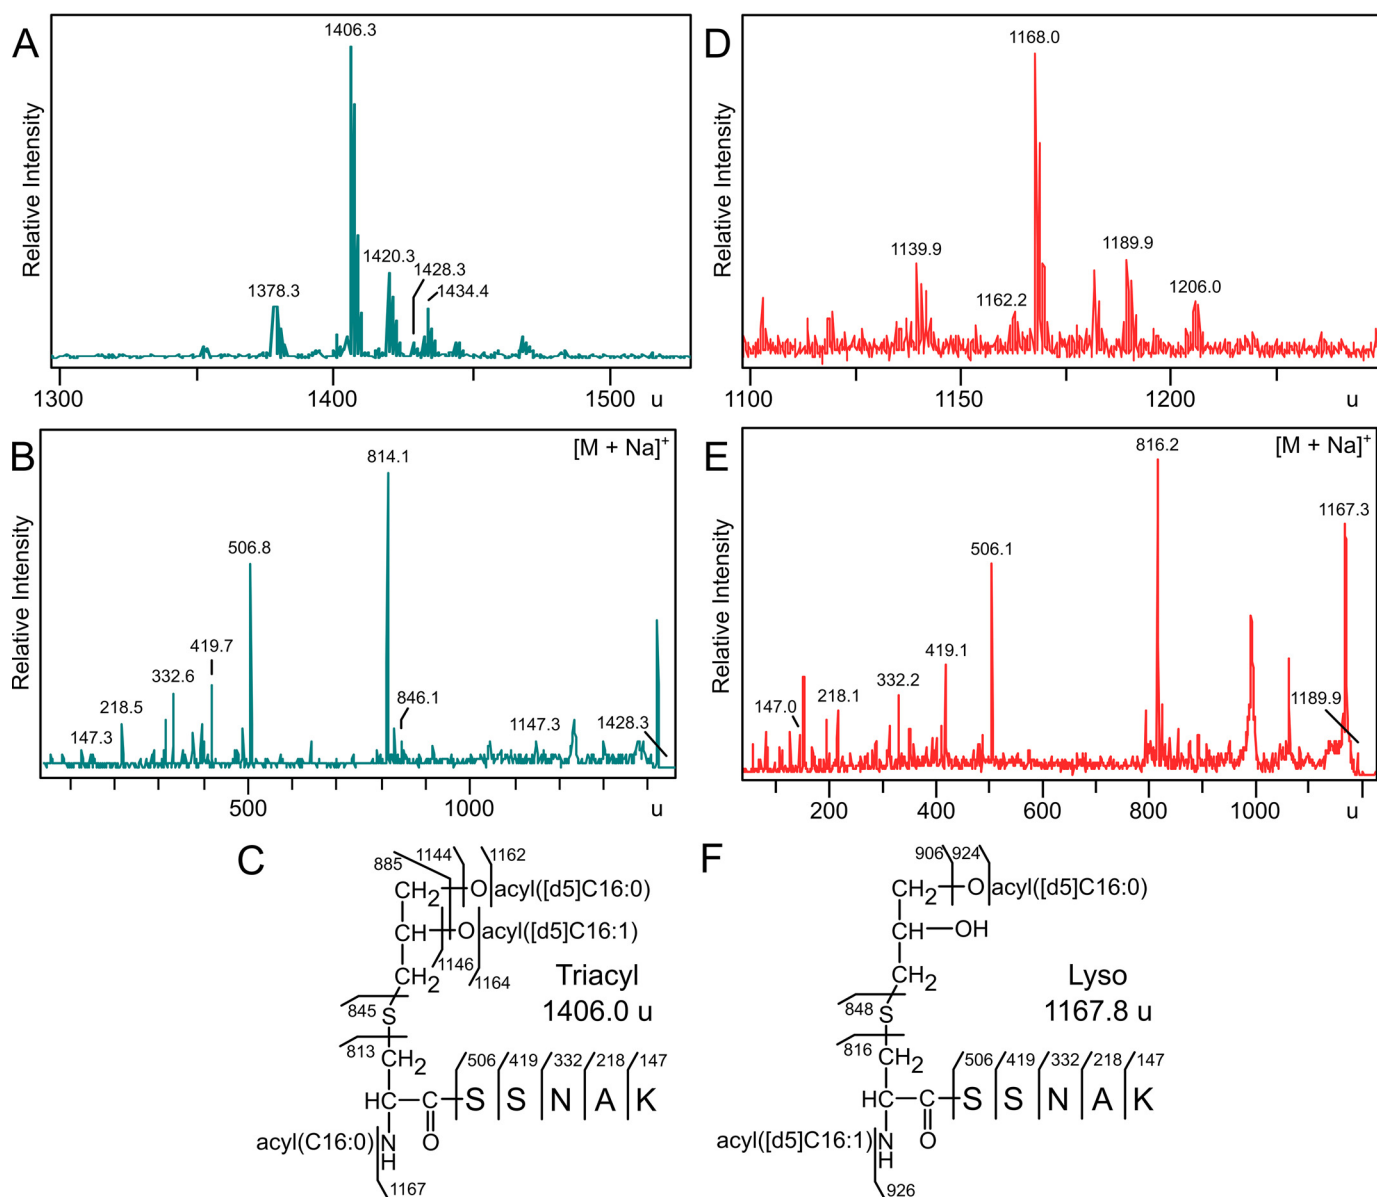 A
Relative Intensity
1406.3
1378.3
1420.3
1428.3
1434.4
1300
1400
1500
u
D
Relative Intensity
1168.0
1139.9
1162.2
1189.9
1206.0
1100
1150
1200
u
B
Relative Intensity
[M + Na]+
814.1
506.8
419.7
332.6
218.5
147.3
846.1
1147.3
1428.3
500
1000
u
E
Relative Intensity
[M + Na]+
816.2
1167.3
506.1
419.1
332.2
218.1
147.0
1189.9
200
400
600
800
1000
u
C
885
1144
1162
CH2 O acyl([d5]C16:0)
CH O acyl([d5]C16:1)
1146
1164
CH2
Triacyl
1406.0 u
845
S
813
CH2
506 419 332 218 147
HC C S S N A K
acyl(C16:0) N O
H
1167
F
906 924
CH2 O acyl([d5]C16:0)
CH OH
CH2
Lyso
1167.8 u
848
S
816
CH2
506 419 332 218 147
HC C S S N A K
acyl([d5]C16:1) N O
H
926